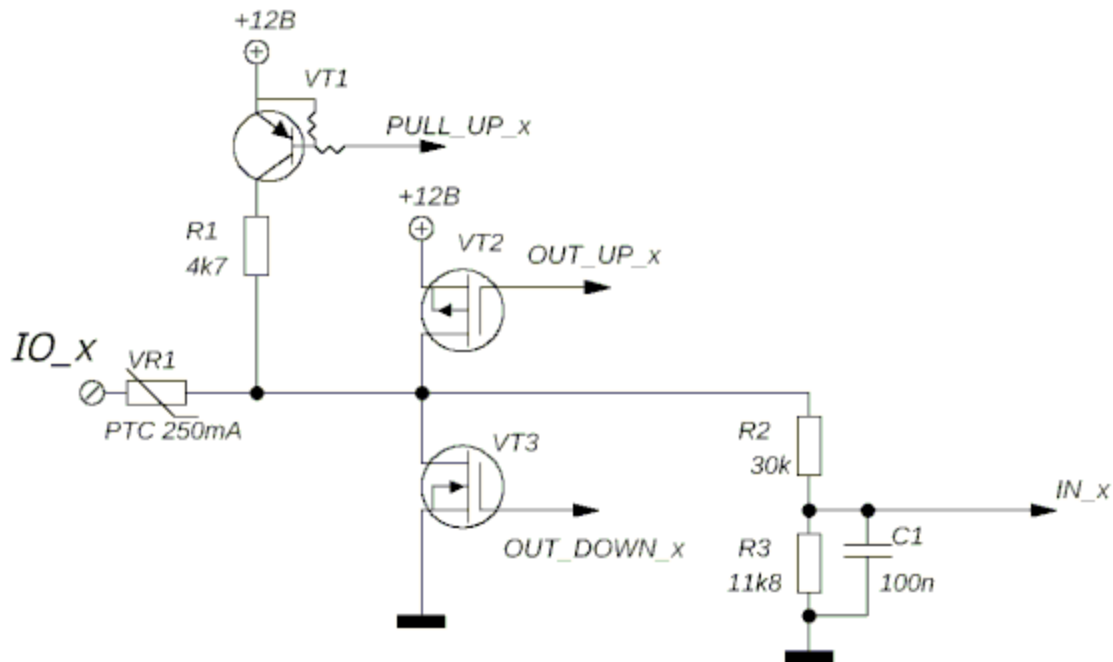 +12В
VT1
PULL_UP_x
+12В
R1
4k7
VT2
OUT_UP_x
IO_x
VR1
PTC 250mA
VT3
R2
30k
IN_x
OUT_DOWN_x
R3
11k8
C1
100n